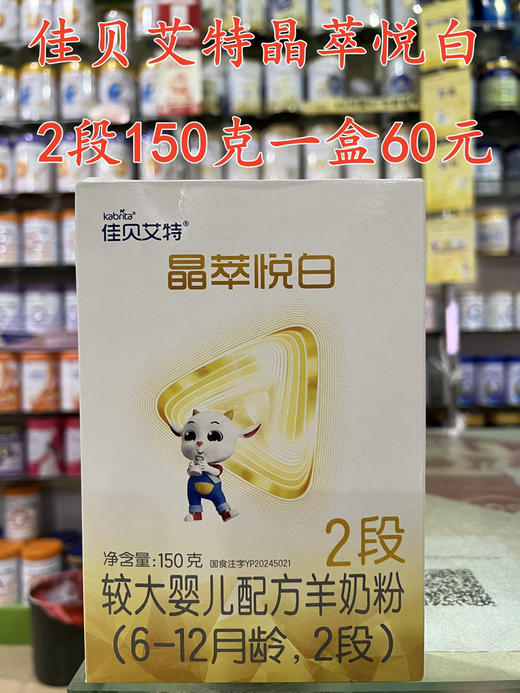 佳贝艾特晶萃悦白
2段150克一盒60元
kabrita®
佳贝艾特®
晶萃悦白
2段
净含量:150克 国食注字YP20245021
较大婴儿配方羊奶粉
(6-12月龄, 2段)